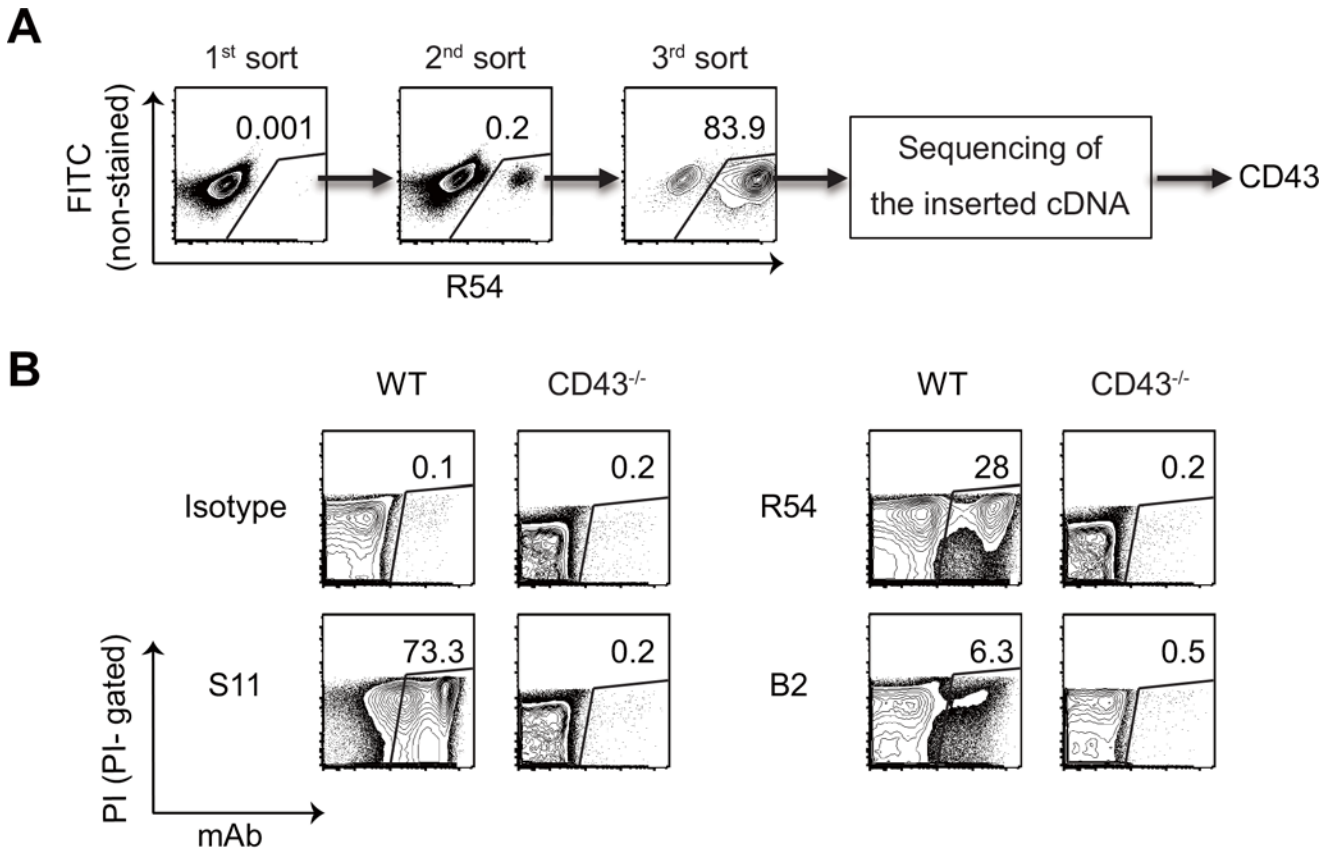 A
1st sort 2nd sort 3rd sort
0.001 0.2 83.9
FITC
(non-stained)
Sequencing of
the inserted cDNA
CD43
R54
B
WT CD43-/- WT CD43-/-
Isotype 0.1 0.2 R54 28 0.2
S11 73.3 0.2 B2 6.3 0.5
PI (PI- gated)
mAb